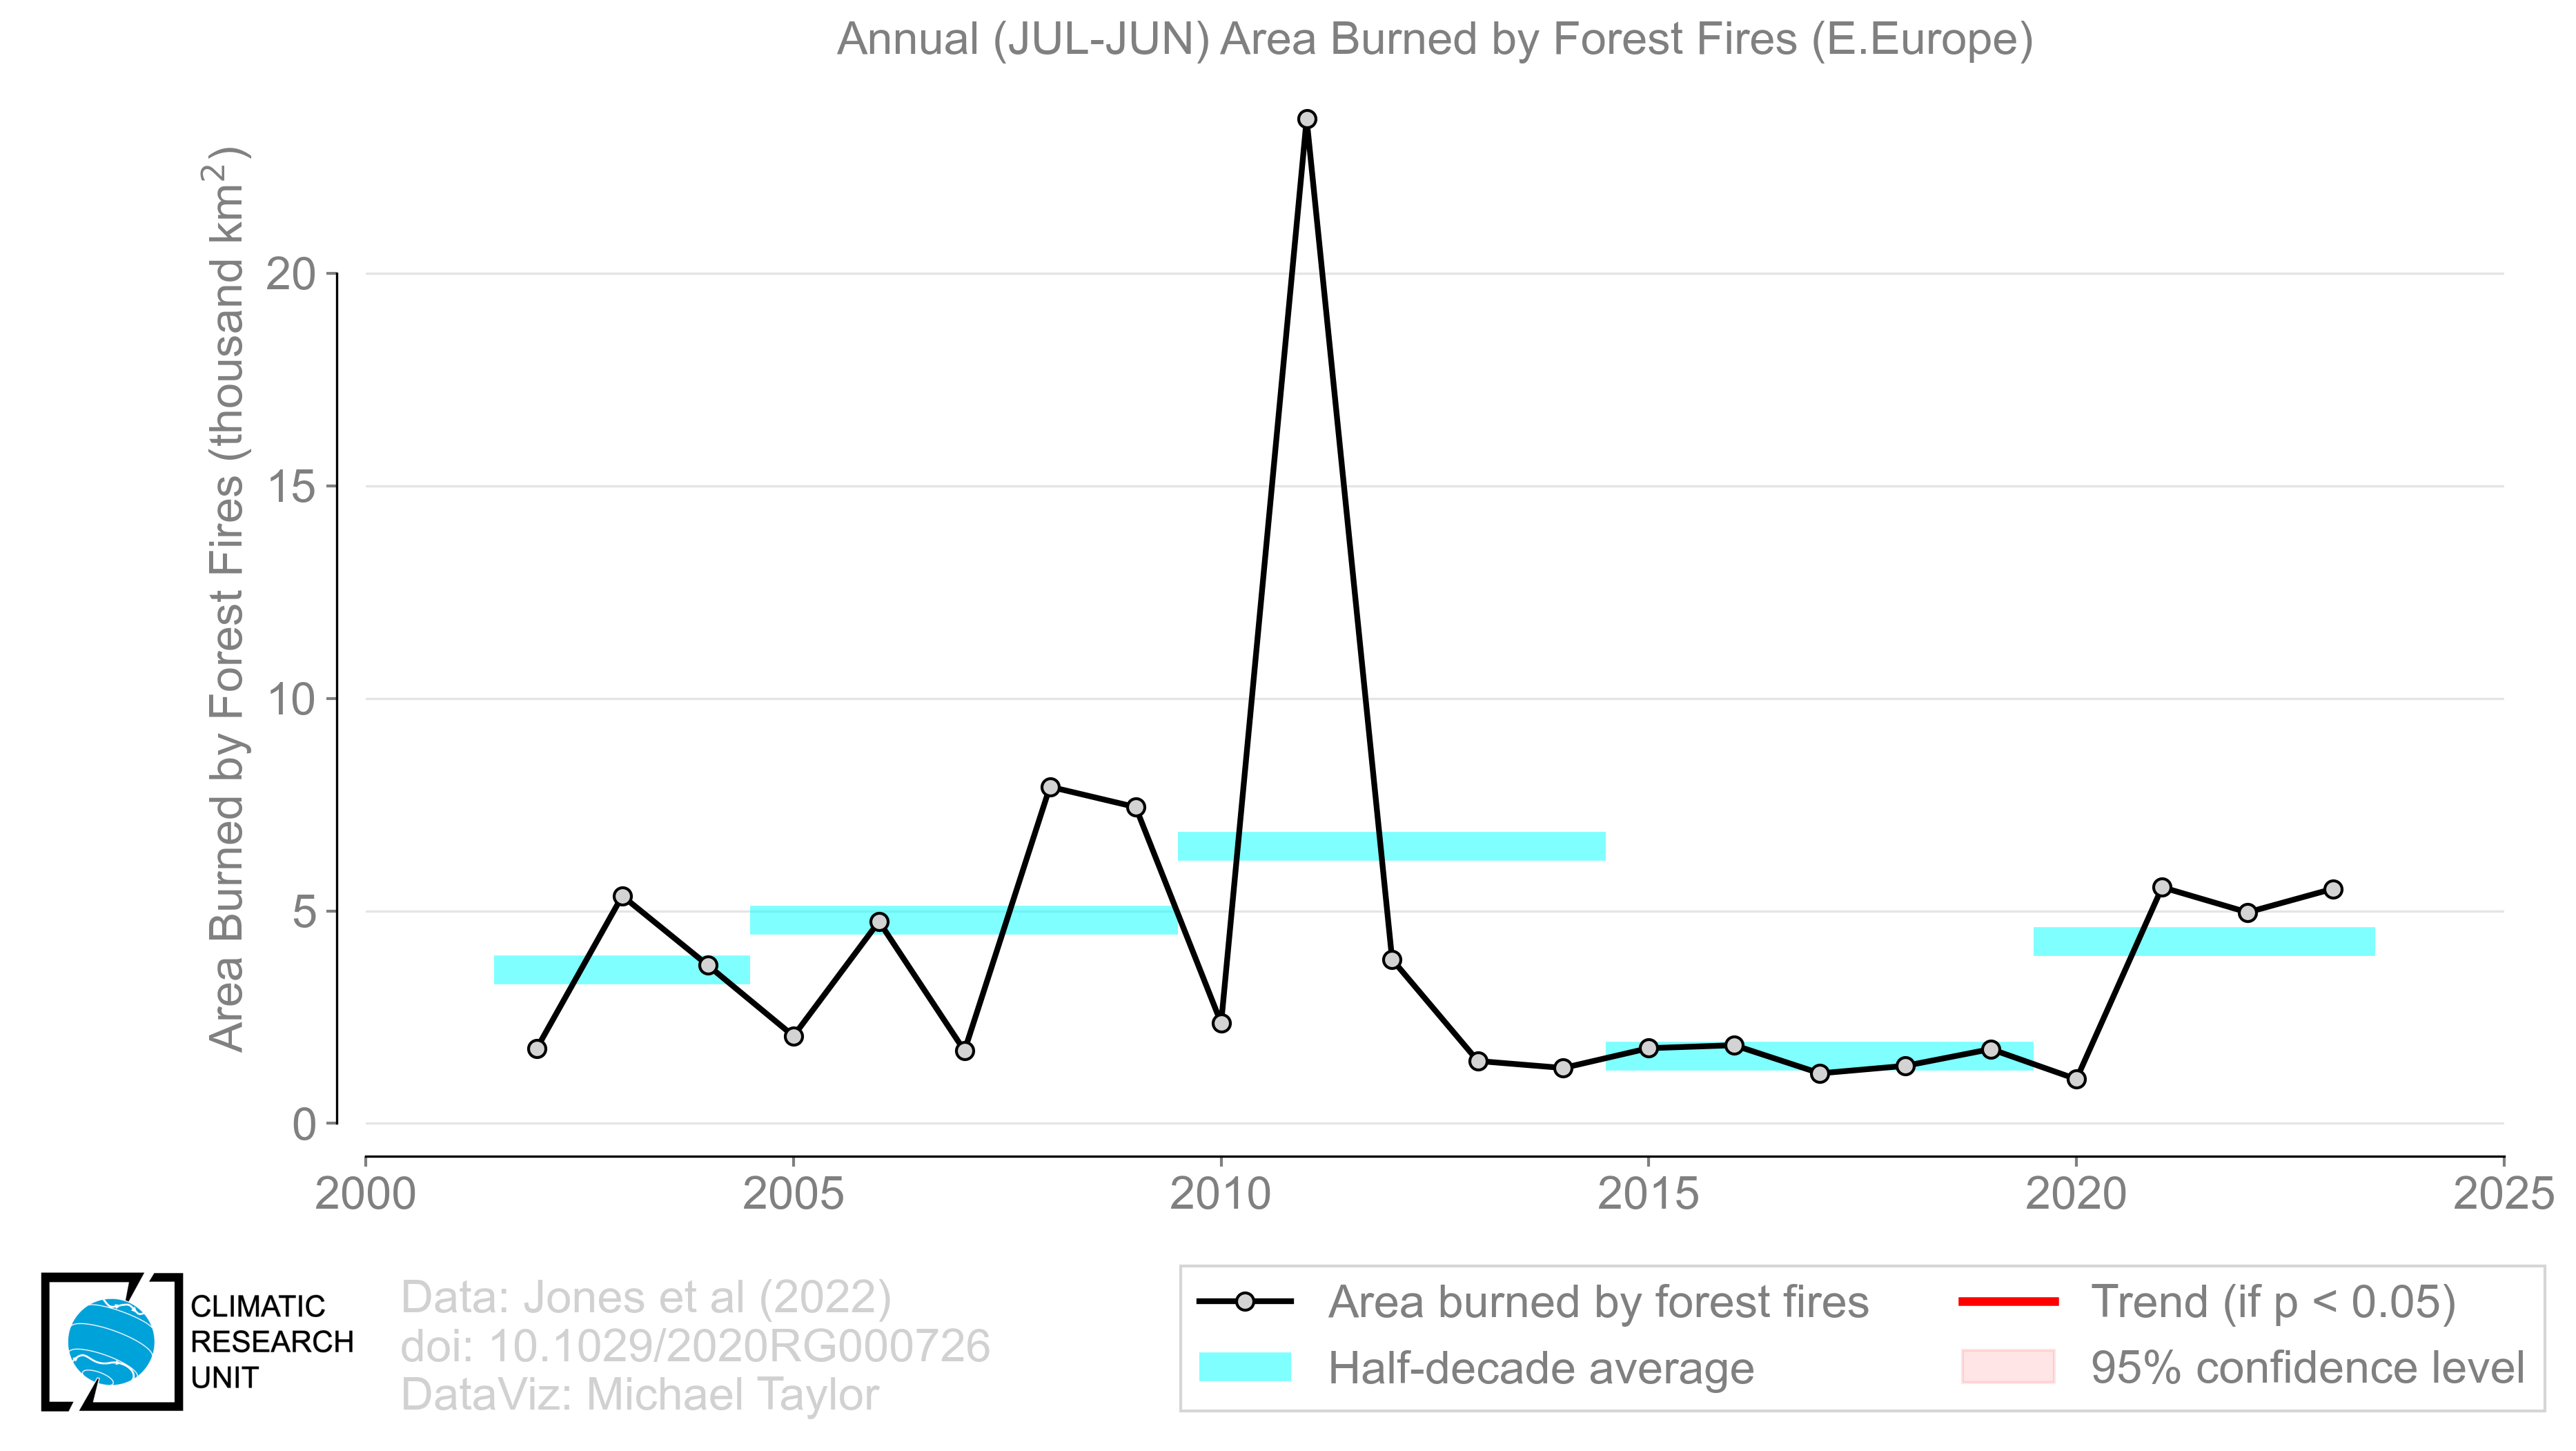 Annual (JUL-JUN) Area Burned by Forest Fires (E.Europe)
Area Burned by Forest Fires (thousand km²)
20
15
10
5
0
2000
2005
2010
2015
2020
2025
CLIMATIC
RESEARCH
UNIT
Data: Jones et al (2022)
doi: 10.1029/2020RG000726
DataViz: Michael Taylor
Area burned by forest fires
Half-decade average
Trend (if p < 0.05)
95% confidence level